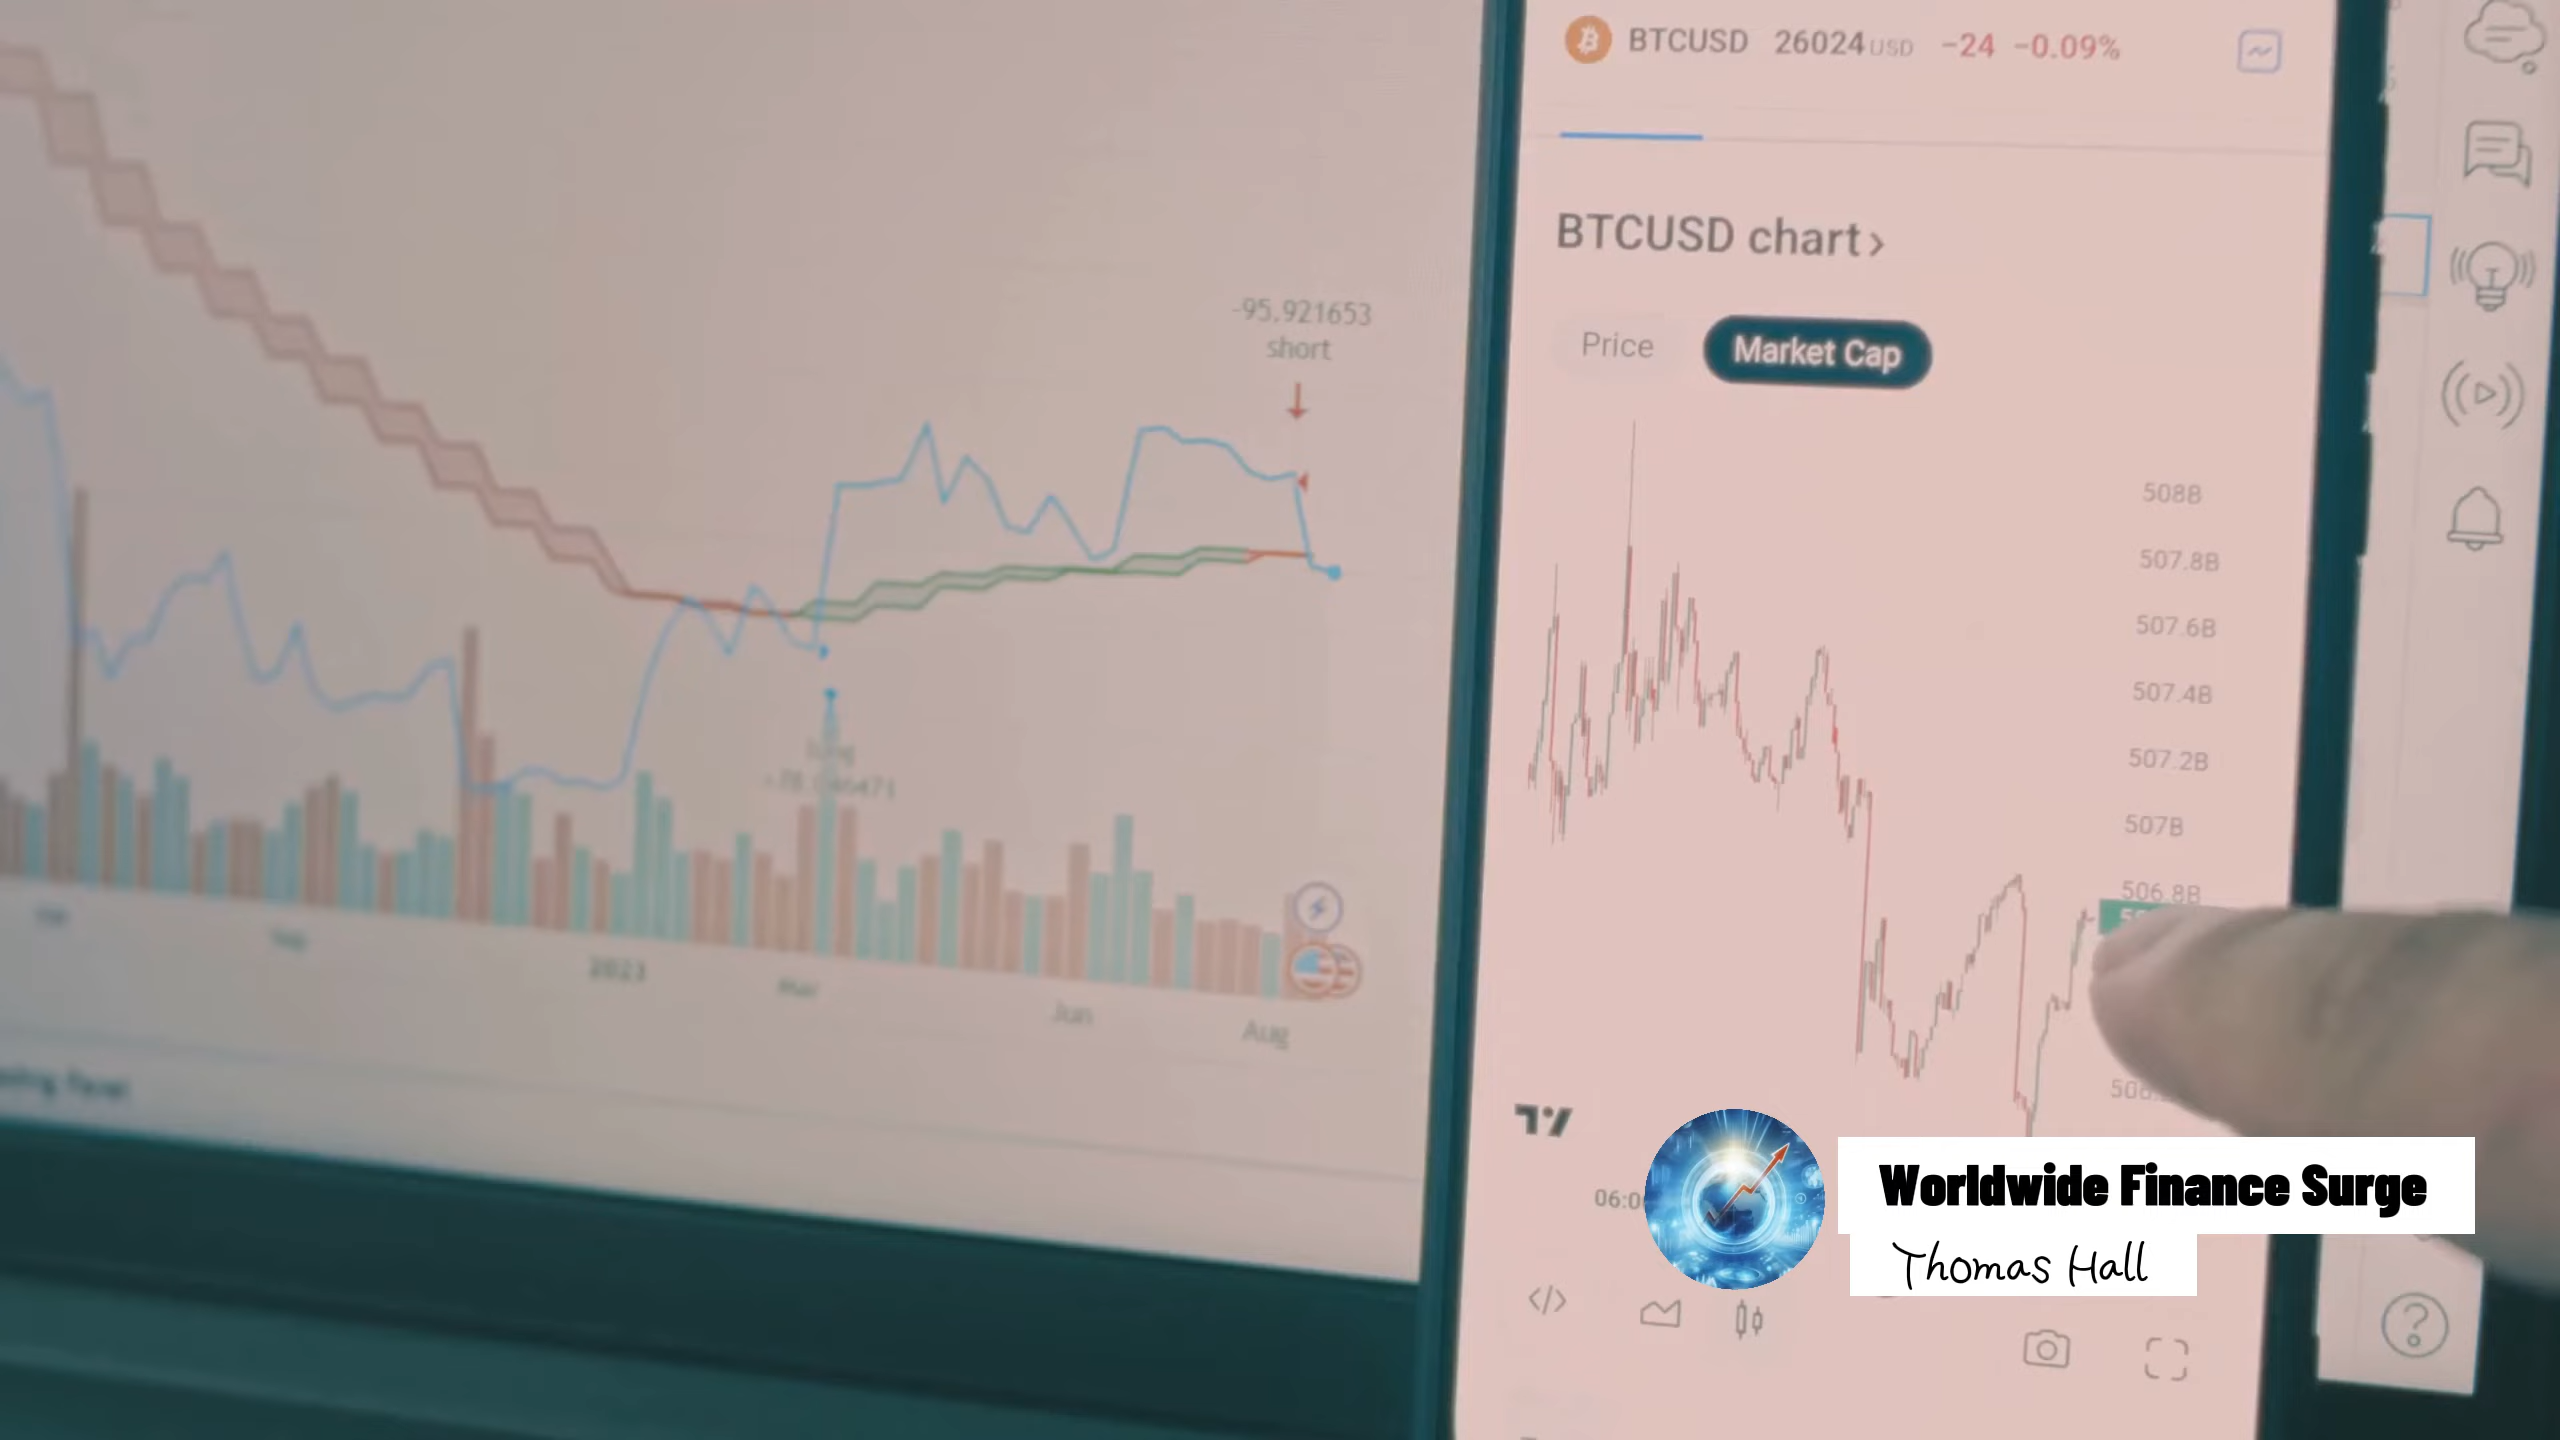 BTCUSD 26024 USD −24 −0.09%
BTCUSD chart ›
Price Market Cap
-95.921653
short
508B
507.8B
507.6B
507.4B
507.2B
507B
506.8B
2023
Mar
Jun
Aug
Worldwide Finance Surge
Thomas Hall